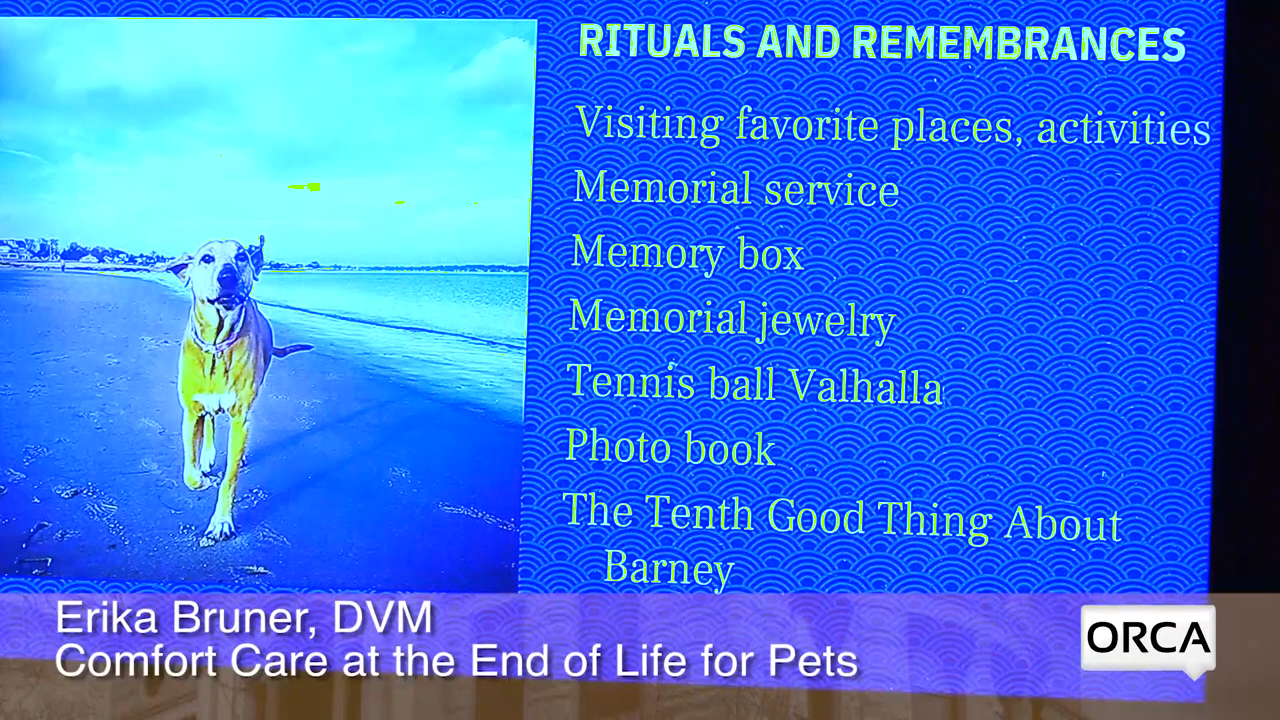 RITUALS AND REMEMBRANCES
Visiting favorite places, activities
Memorial service
Memory box
Memorial jewelry
Tennis ball Valhalla
Photo book
The Tenth Good Thing About
Barney
Erika Bruner, DVM
Comfort Care at the End of Life for Pets
ORCA